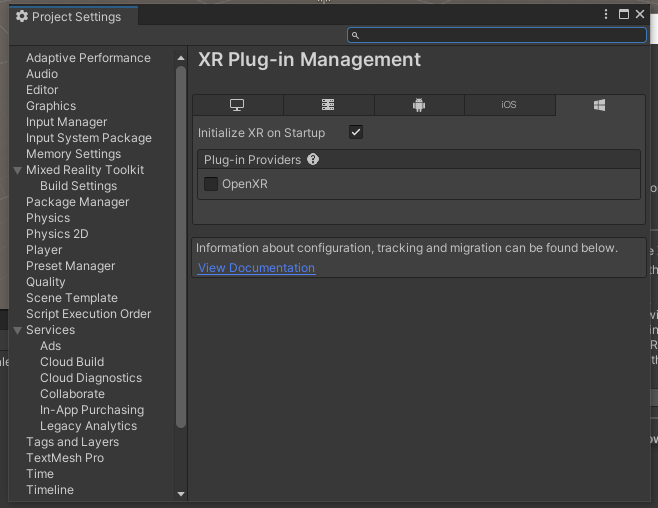 Project Settings
XR Plug-in Management
Adaptive Performance
Audio
Editor
Graphics
Input Manager
Input System Package
Memory Settings
Mixed Reality Toolkit
Build Settings
Package Manager
Physics
Physics 2D
Player
Preset Manager
Quality
Scene Template
Script Execution Order
Services
Ads
Cloud Build
Cloud Diagnostics
Collaborate
In-App Purchasing
Legacy Analytics
Tags and Layers
TextMesh Pro
Time
Timeline
iOS
Initialize XR on Startup
Plug-in Providers
OpenXR
Information about configuration, tracking and migration can be found below.
View Documentation